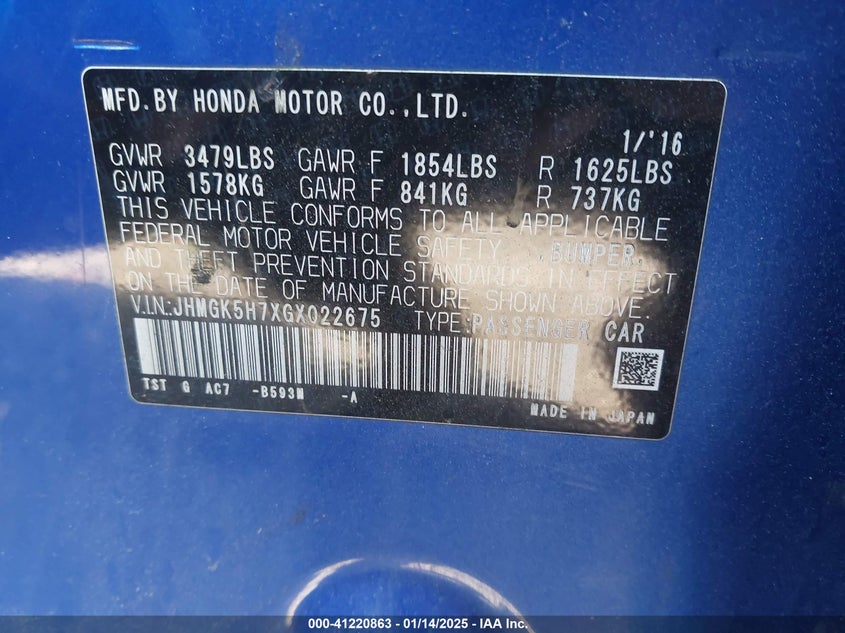 MFD.BY HONDA MOTOR CO.,LTD.
1/'16
GVWR 3479LBS GAWR F 1854LBS R 1625LBS
GVWR 1578KG GAWR F 841KG R 737KG
THIS VEHICLE CONFORMS TO ALL APPLICABLE
FEDERAL MOTOR VEHICLE SAFETY, BUMPER,
AND THEFT PREVENTION STANDARDS IN EFFECT
ON THE DATE OF MANUFACTURE SHOWN ABOVE.
V.I.N:JHMGK5H7XGX022675 TYPE:PASSENGER CAR
TST G AC7 -B593M -A
MADE IN JAPAN
000-41220863 - 01/14/2025 - IAA Inc.